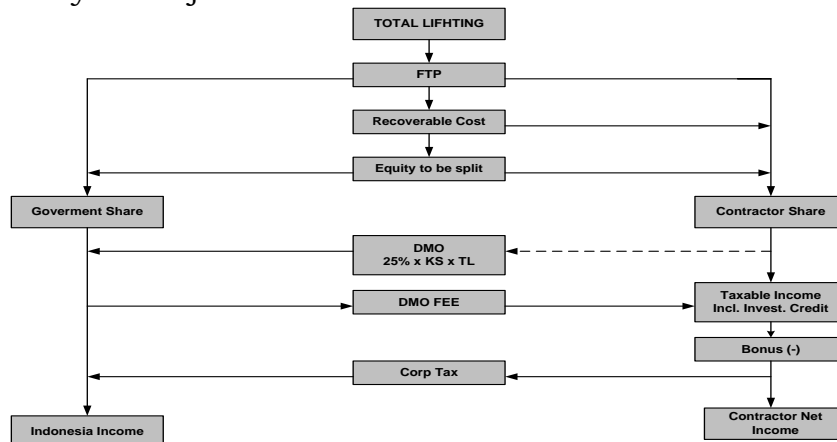 TOTAL LIFHTING
FTP
Recoverable Cost
Equity to be split
Goverment Share
Contractor Share
DMO
25% x KS x TL
DMO FEE
Taxable Income
Incl. Invest. Credit
Bonus (-)
Corp Tax
Indonesia Income
Contractor Net
Income